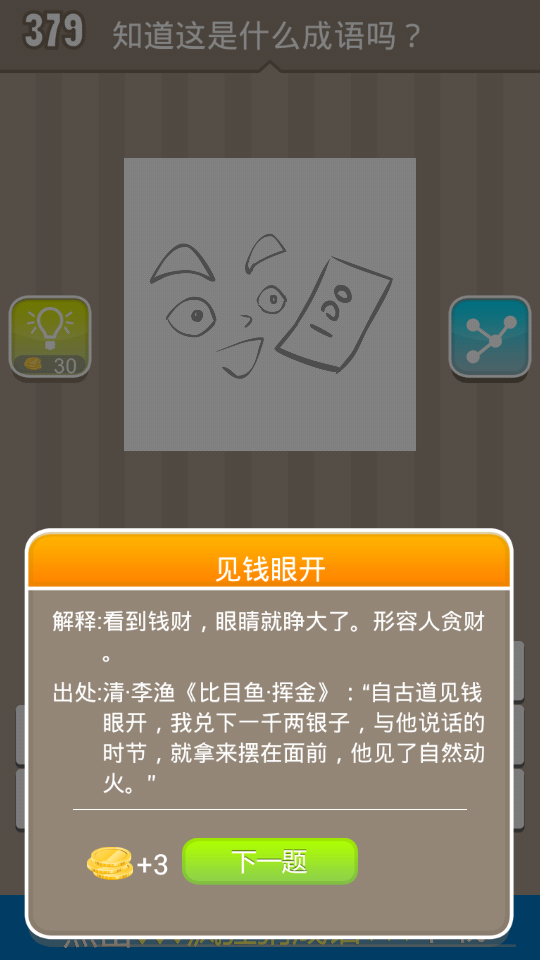 379 知道这是什么成语吗？
100
30
见钱眼开
解释:看到钱财，眼睛就睁大了。形容人贪财
。
出处:清·李渔《比目鱼·挥金》：“自古道见钱
眼开，我兑下一千两银子，与他说话的
时节，就拿来摆在面前，他见了自然动
火。”
+3 下一题